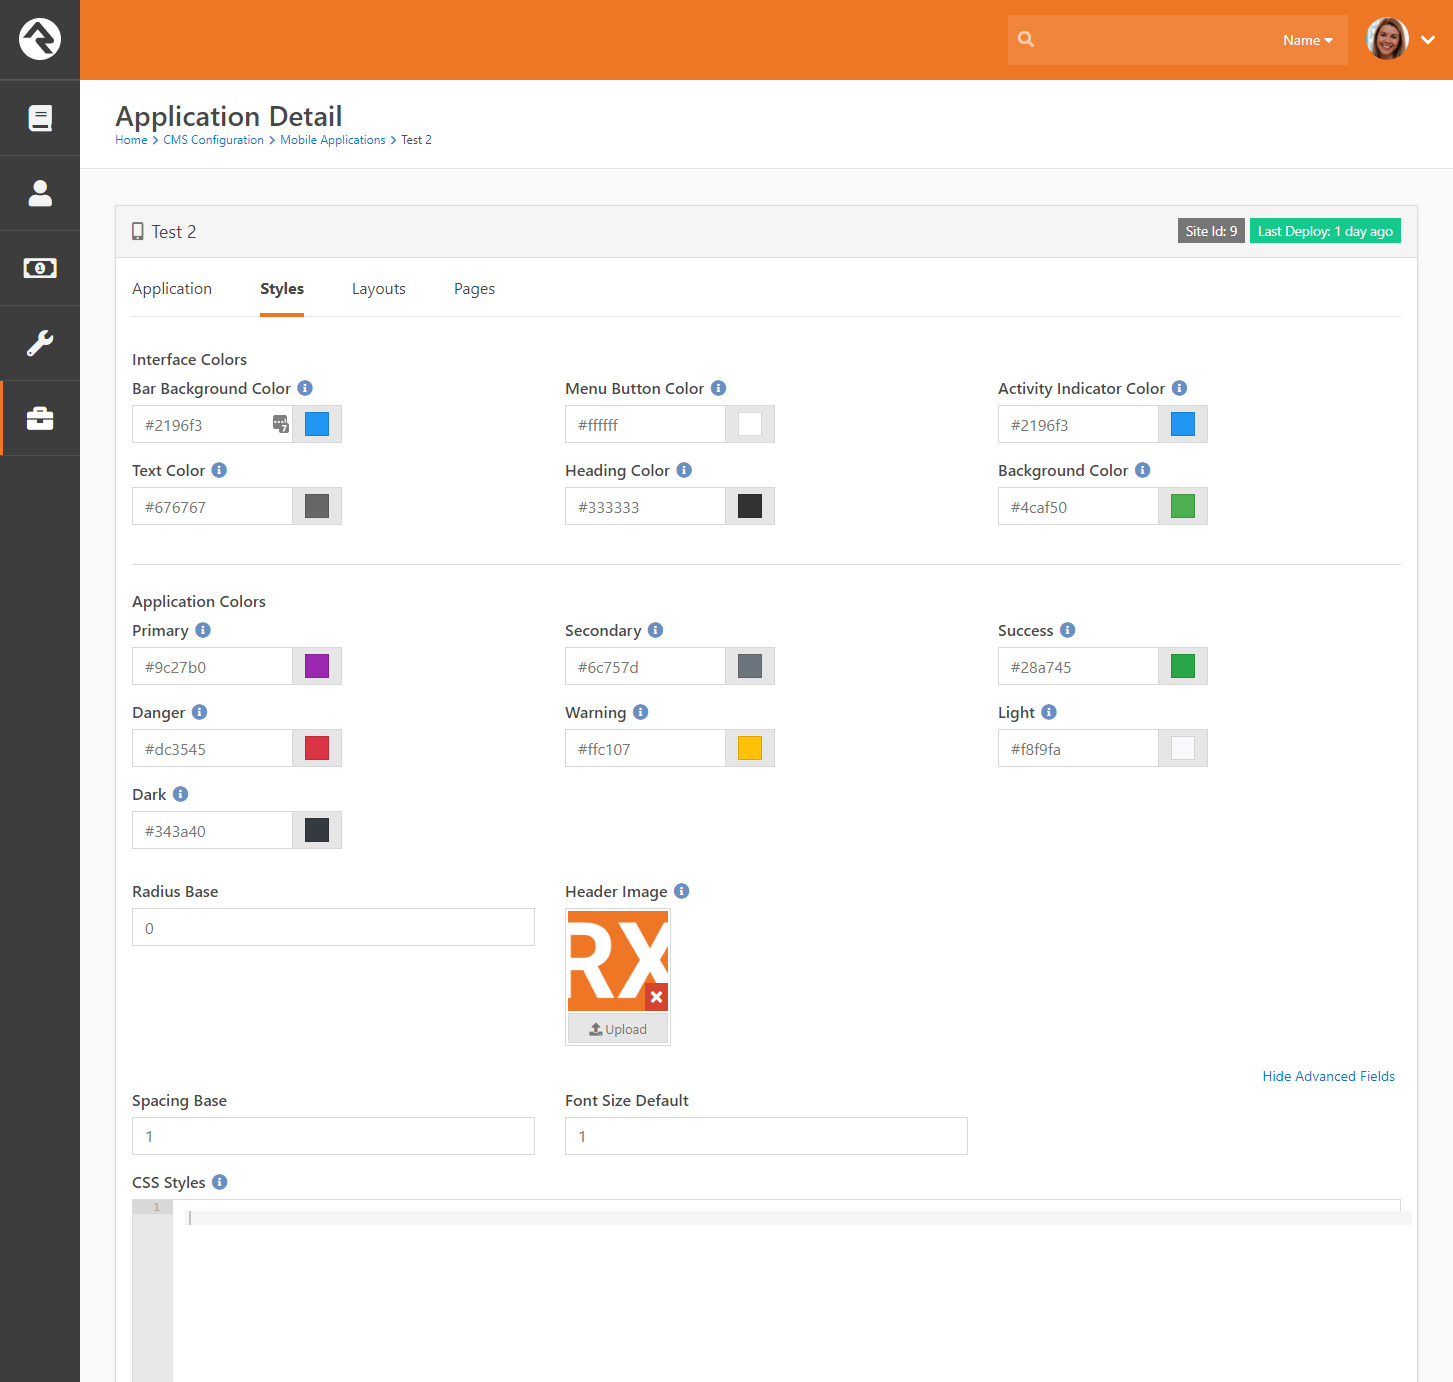 Name
Application Detail
Home > CMS Configuration > Mobile Applications > Test 2
Test 2
Site Id: 9
Last Deploy: 1 day ago
Application Styles Layouts Pages
Interface Colors
Bar Background Color Menu Button Color Activity Indicator Color
#2196f3 #ffffff #2196f3
Text Color Heading Color Background Color
#676767 #333333 #4caf50
Application Colors
Primary Secondary Success
#9c27b0 #6c757d #28a745
Danger Warning Light
#dc3545 #ffc107 #f8f9fa
Dark
#343a40
Radius Base Header Image
0
RX
Upload
Hide Advanced Fields
Spacing Base Font Size Default
1 1
CSS Styles
1